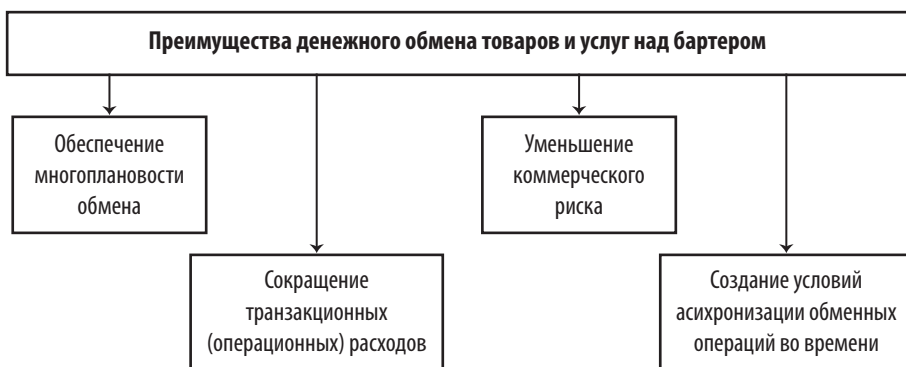 Преимущества денежного обмена товаров и услуг над бартером
Обеспечение
многоплановости
обмена
Уменьшение
коммерческого
риска
Сокращение
транзакционных
(операционных) расходов
Создание условий
асихронизации обменных
операций во времени